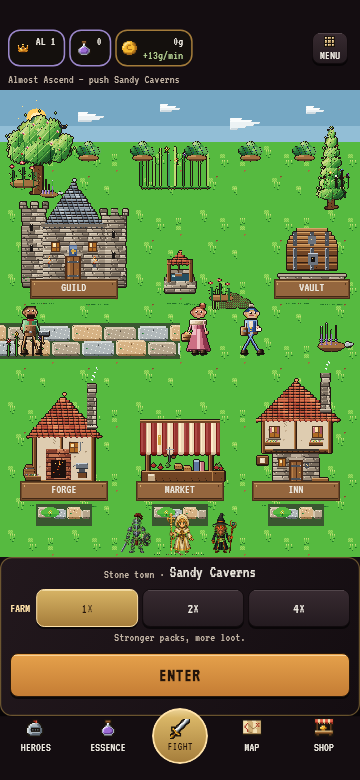 AL 1
0
0g
+13g/min
MENU
Almost Ascend - push Sandy Caverns
GUILD
VAULT
FORGE
MARKET
INN
Stone town · Sandy Caverns
FARM
1X
2X
4X
Stronger packs, more loot.
ENTER
HEROES
ESSENCE
FIGHT
MAP
SHOP